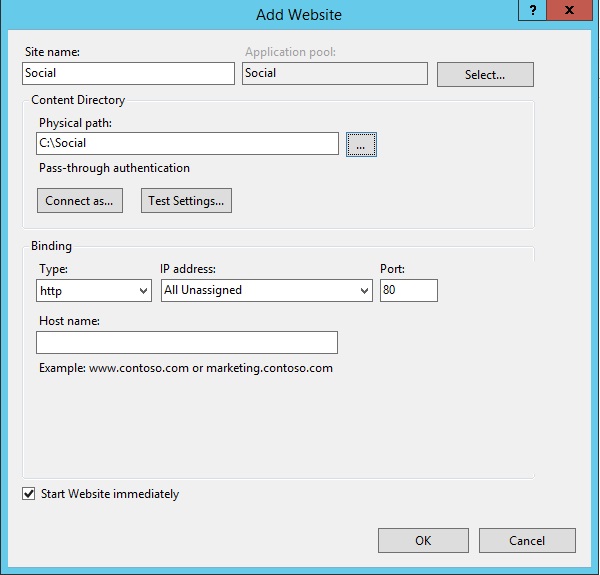 Add Website
?
x
Site name:
Application pool:
Social
Social
Select...
Content Directory
Physical path:
C:\Social
...
Pass-through authentication
Connect as...
Test Settings...
Binding
Type:
IP address:
Port:
http
All Unassigned
80
Host name:
Example: www.contoso.com or marketing.contoso.com
Start Website immediately
OK
Cancel